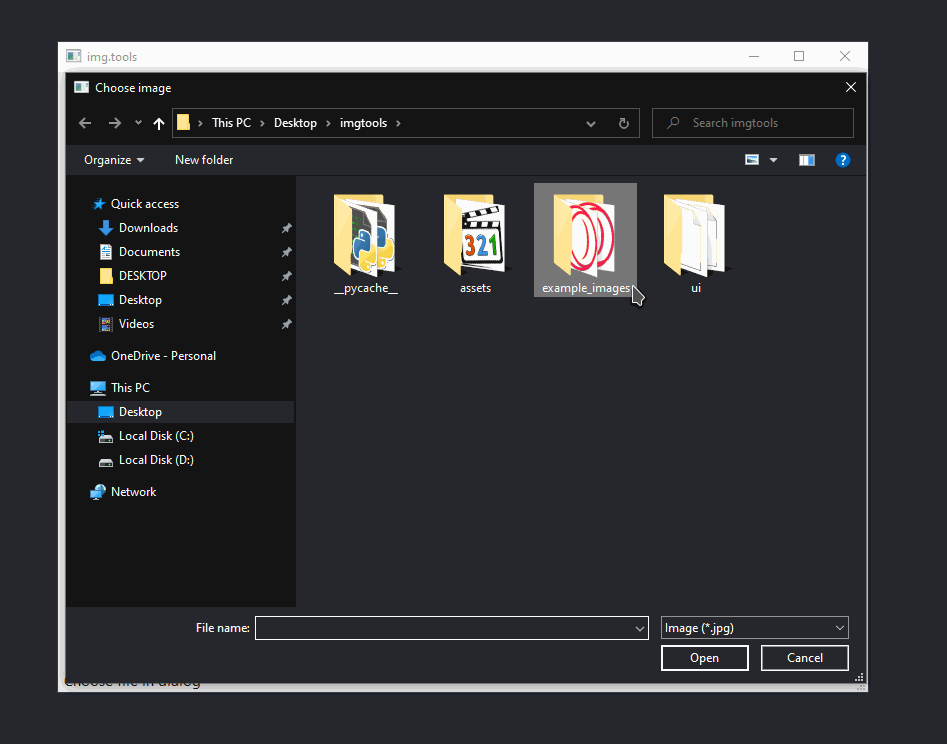 img.tools
Choose image
This PC Desktop imgtools
Search imgtools
Organize New folder
?
Quick access
Downloads
Documents
DESKTOP
Desktop
Videos
OneDrive - Personal
This PC
Desktop
Local Disk (C:)
Local Disk (D:)
Network
321
__pycache__ assets example_images ui
File name: Image (*.jpg)
Open Cancel
Choose file in dialog